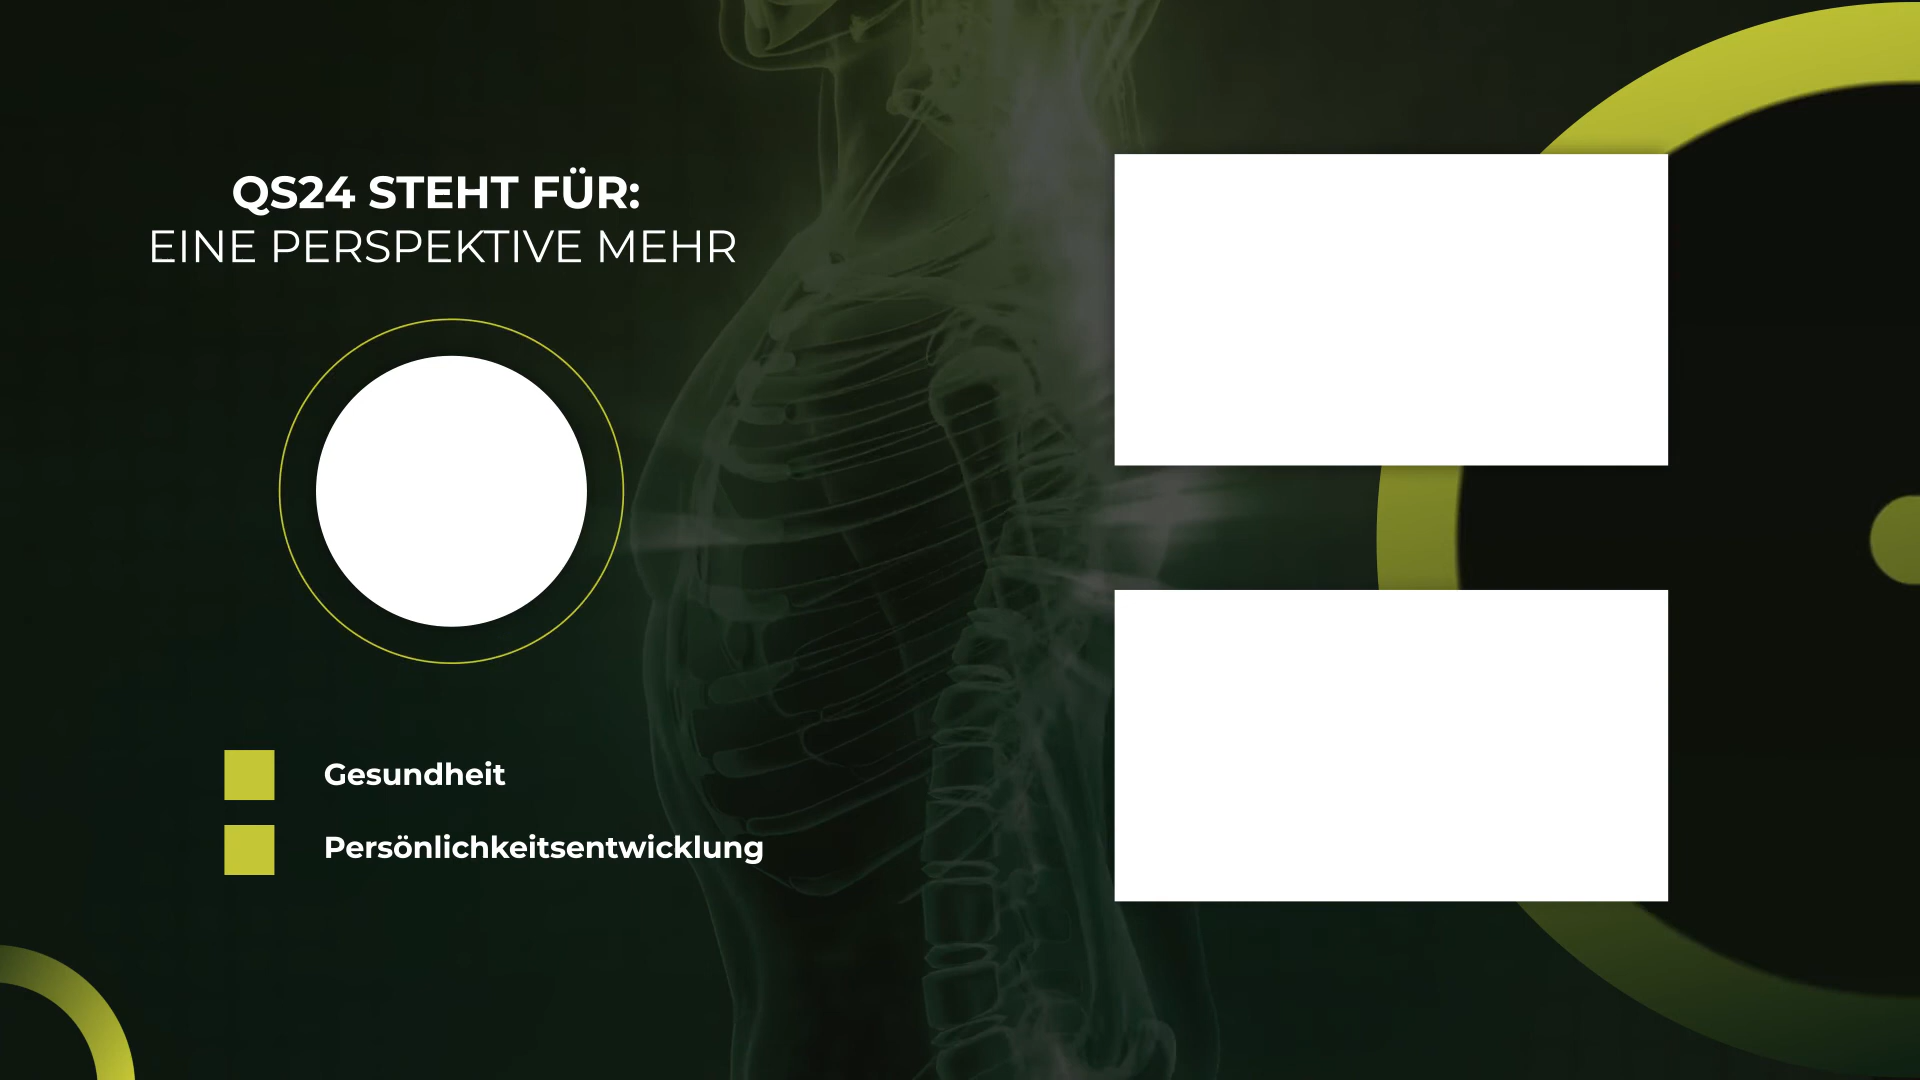 QS24 STEHT FÜR:
EINE PERSPEKTIVE MEHR
Gesundheit
Persönlichkeitsentwicklung